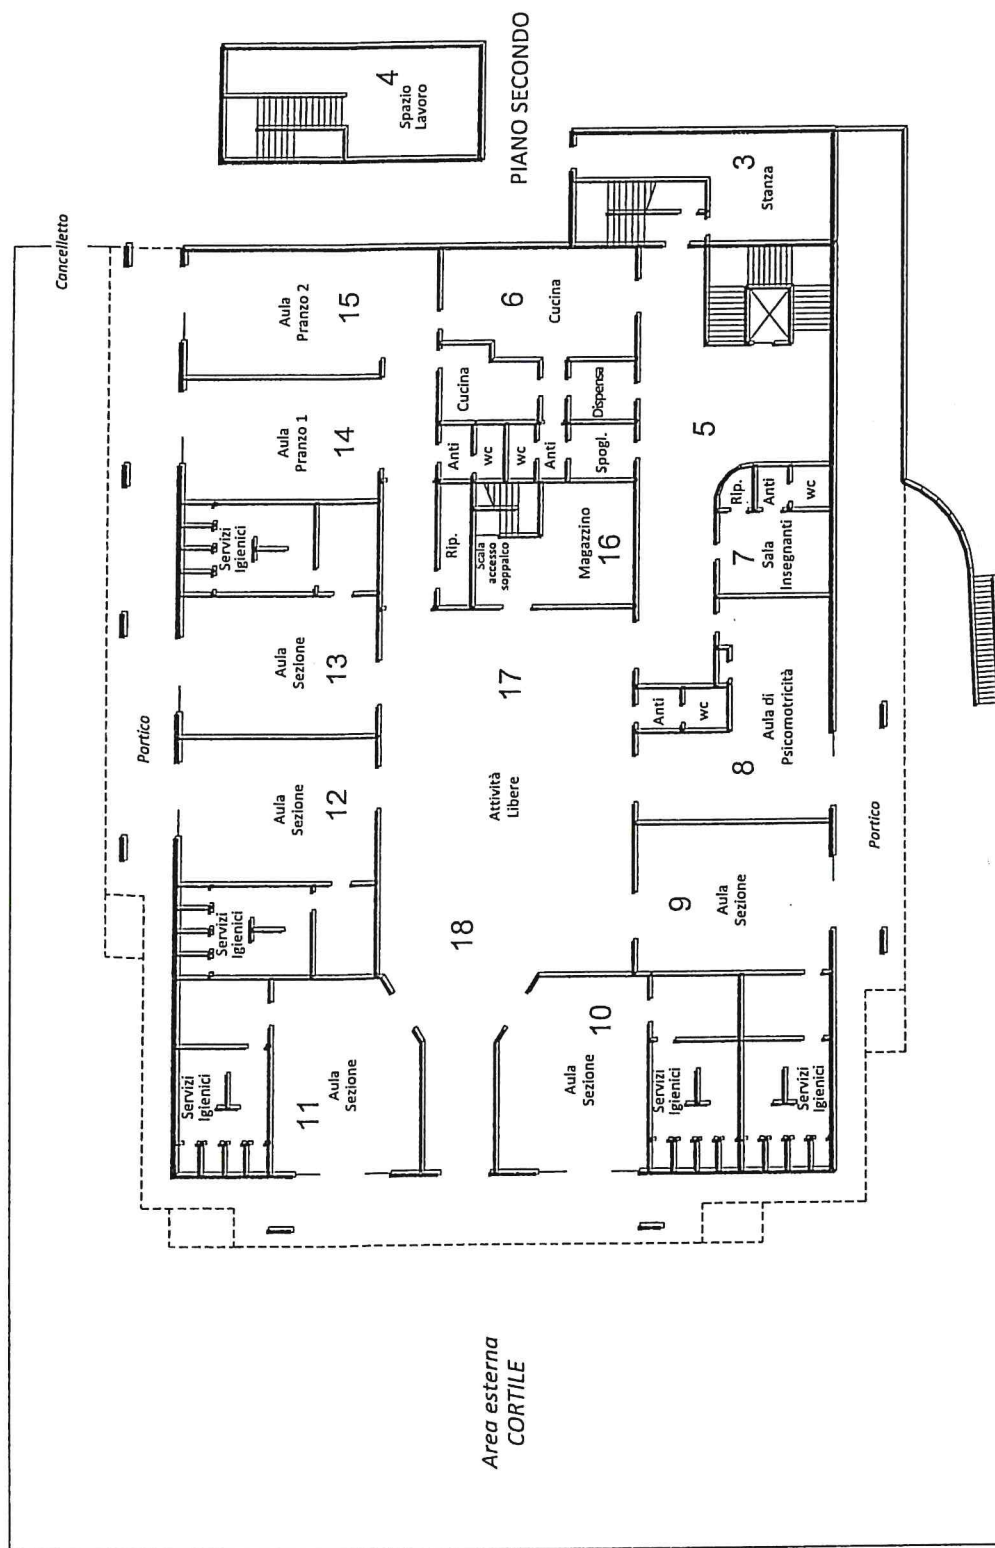 Area esterna
CORTILE
Cancelletto
Portico
Servizi
Igienici
11
Aula
Sezione
Servizi
Igienici
12
Aula
Sezione
13
Aula
Sezione
Servizi
Igienici
14
Aula
Pranzo 1
15
Aula
Pranzo 2
18
Attività
Libere
17
Rip.
Scala
accesso
soppalco
Magazzino
16
Anti
wc
wc
Anti
Spogl.
Cucina
Dispensa
6
Cucina
10
Aula
Sezione
Servizi
Igienici
Servizi
Igienici
9
Aula
Sezione
8
Aula di
Psicomotricità
Anti
wc
7
Sala
Insegnanti
Rip.
Anti
wc
5
3
Stanza
Portico
4
Spazio
Lavoro
PIANO SECONDO